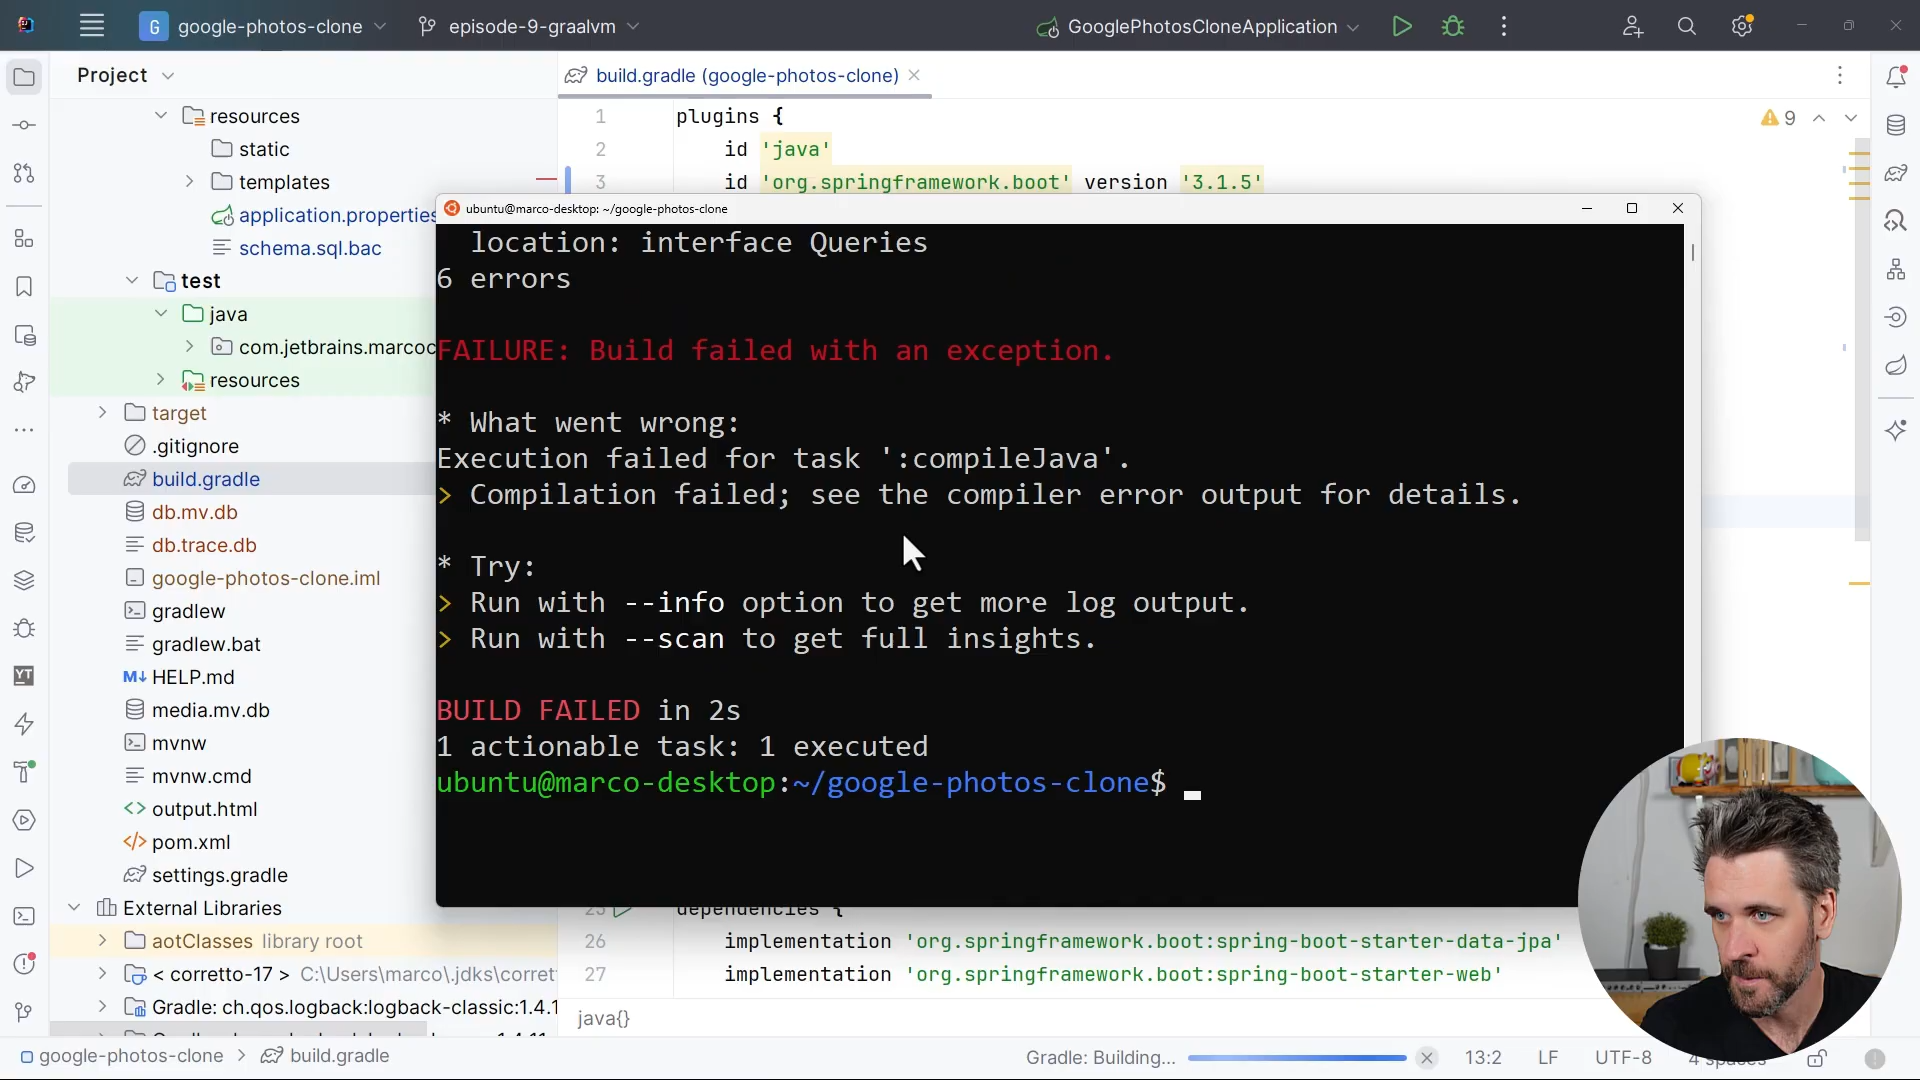 G google-photos-clone
episode-9-graalvm
GooglePhotosCloneApplication
Project
build.gradle (google-photos-clone)
resources
static
templates
application.properties
schema.sql.bac
test
java
com.jetbrains.marcoc
resources
target
.gitignore
build.gradle
db.mv.db
db.trace.db
google-photos-clone.iml
gradlew
gradlew.bat
M↓ HELP.md
media.mv.db
mvnw
mvnw.cmd
output.html
pom.xml
settings.gradle
External Libraries
aotClasses library root
< corretto-17 > C:\Users\marco\.jdks\corret
Gradle: ch.qos.logback:logback-classic:1.4.1
YT
1 plugins {
2 id 'java'
3 id 'org.springframework.boot' version '3.1.5'
9
ubuntu@marco-desktop: ~/google-photos-clone
location: interface Queries
6 errors
FAILURE: Build failed with an exception.
* What went wrong:
Execution failed for task ':compileJava'.
> Compilation failed; see the compiler error output for details.
* Try:
> Run with --info option to get more log output.
> Run with --scan to get full insights.
BUILD FAILED in 2s
1 actionable task: 1 executed
ubuntu@marco-desktop:~/google-photos-clone$
25 dependencies {
26 implementation 'org.springframework.boot:spring-boot-starter-data-jpa'
27 implementation 'org.springframework.boot:spring-boot-starter-web'
java{}
google-photos-clone > build.gradle
Gradle: Building...
13:2 LF UTF-8 4 spaces